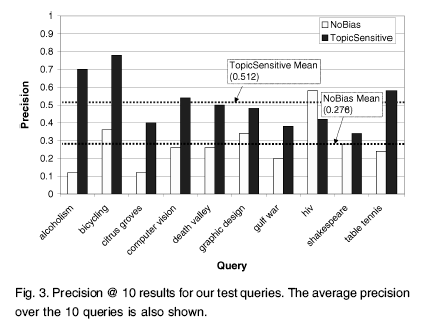 1
0.9
0.8
0.7
0.6
0.5
0.4
0.3
0.2
0.1
0
Precision
NoBias
TopicSensitive
TopicSensitive Mean
(0.512)
NoBias Mean
(0.276)
alcoholism
bicycling
citrus groves
computer vision
death valley
graphic design
gulf war
hiv
shakespeare
table tennis
Query
Fig. 3. Precision @ 10 results for our test queries. The average precision
over the 10 queries is also shown.